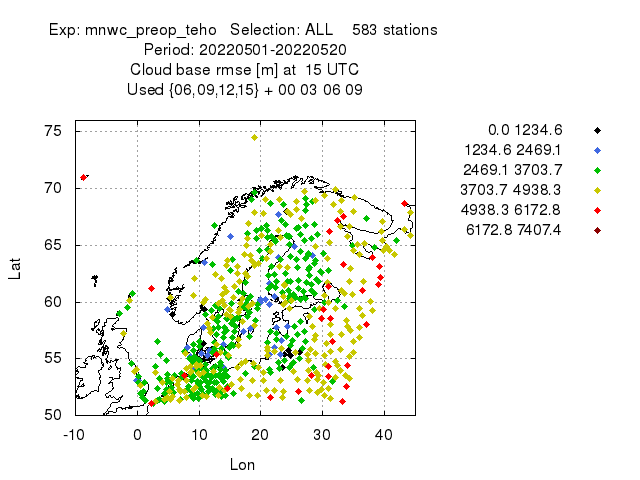 Exp: mnwc_preop_teho   Selection: ALL    583 stations
Period: 20220501-20220520
Cloud base rmse [m] at  15 UTC
Used {06,09,12,15} + 00 03 06 09
0.0 1234.6
1234.6 2469.1
2469.1 3703.7
3703.7 4938.3
4938.3 6172.8
6172.8 7407.4
75
70
65
60
55
50
Lat
-10 0 10 20 30 40
Lon